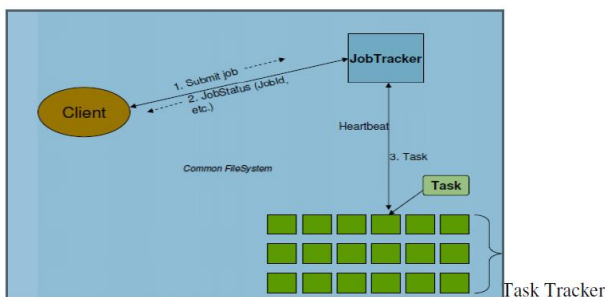 JobTracker
1. Submit job
2. JobStatus (JobId,
etc.)
Client
Heartbeat
3. Task
Common FileSystem
Task
Task Tracker